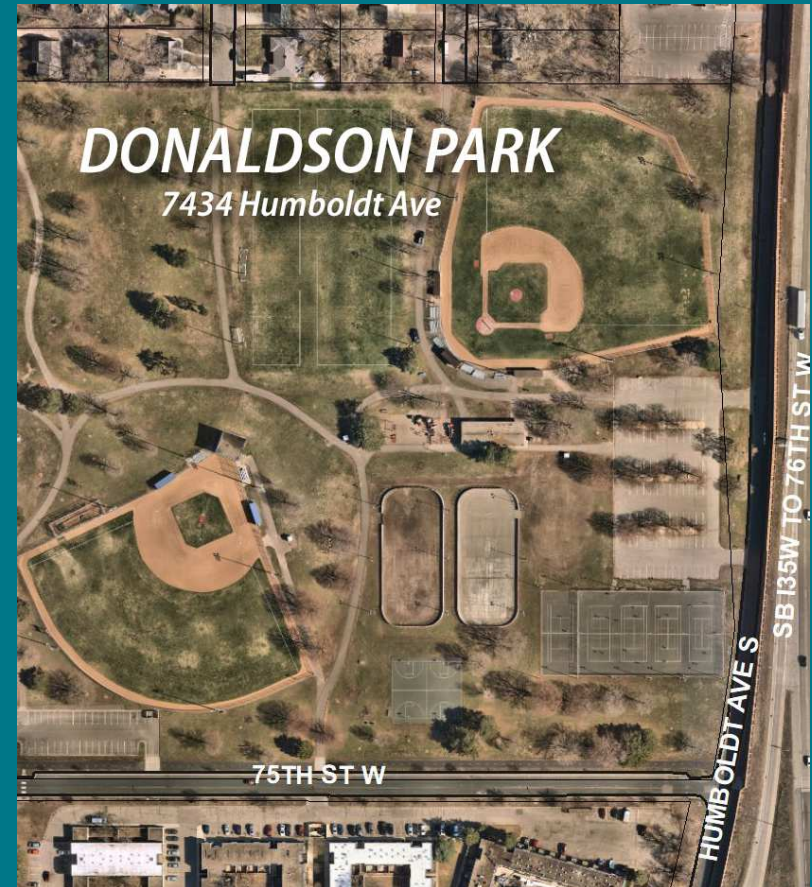 DONALDSON PARK
7434 Humboldt Ave
SB I35W TO 76TH ST W
HUMBOLDT AVE S
75TH ST W